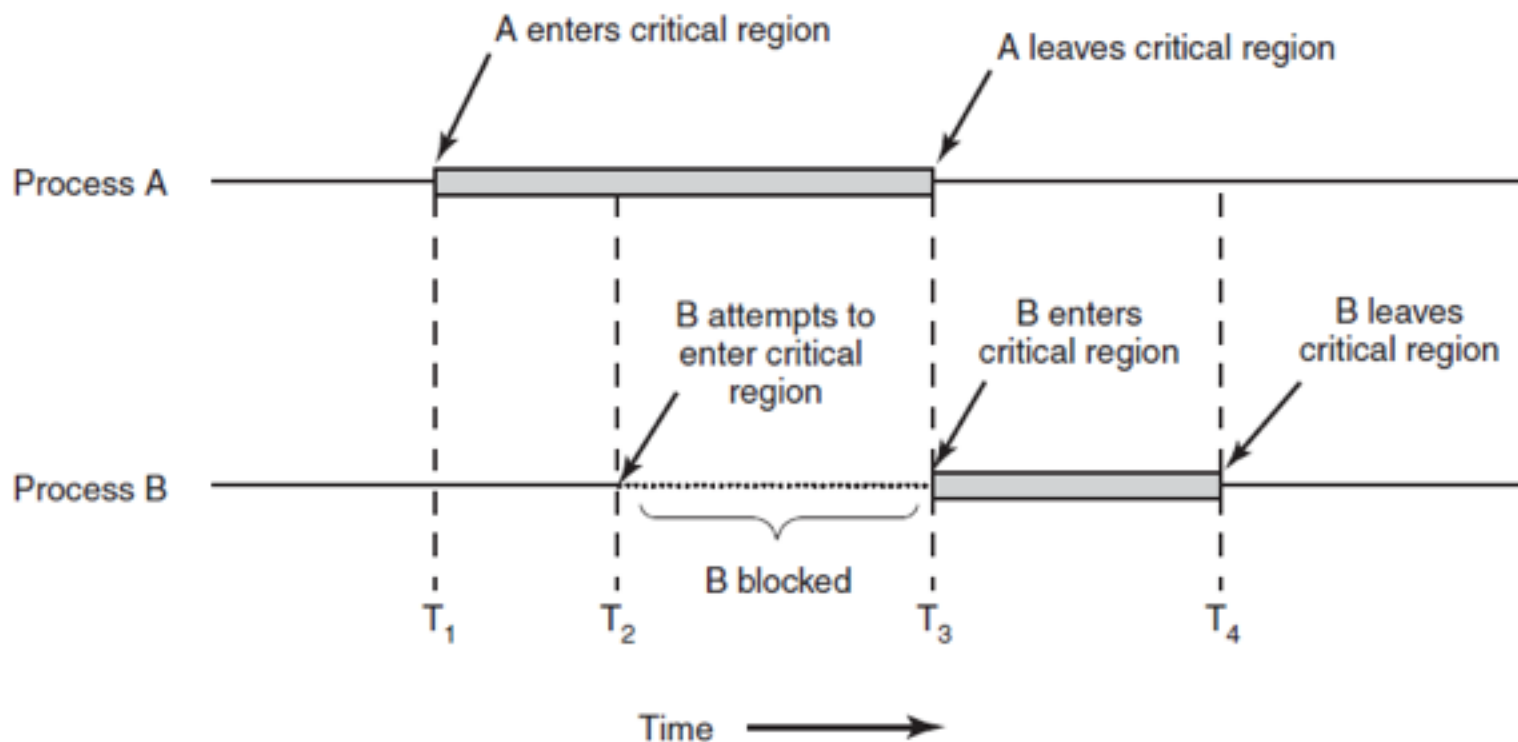 A enters critical region
A leaves critical region
Process A
B attempts to
enter critical
region
B enters
critical region
B leaves
critical region
Process B
B blocked
T₁
T₂
T₃
T₄
Time